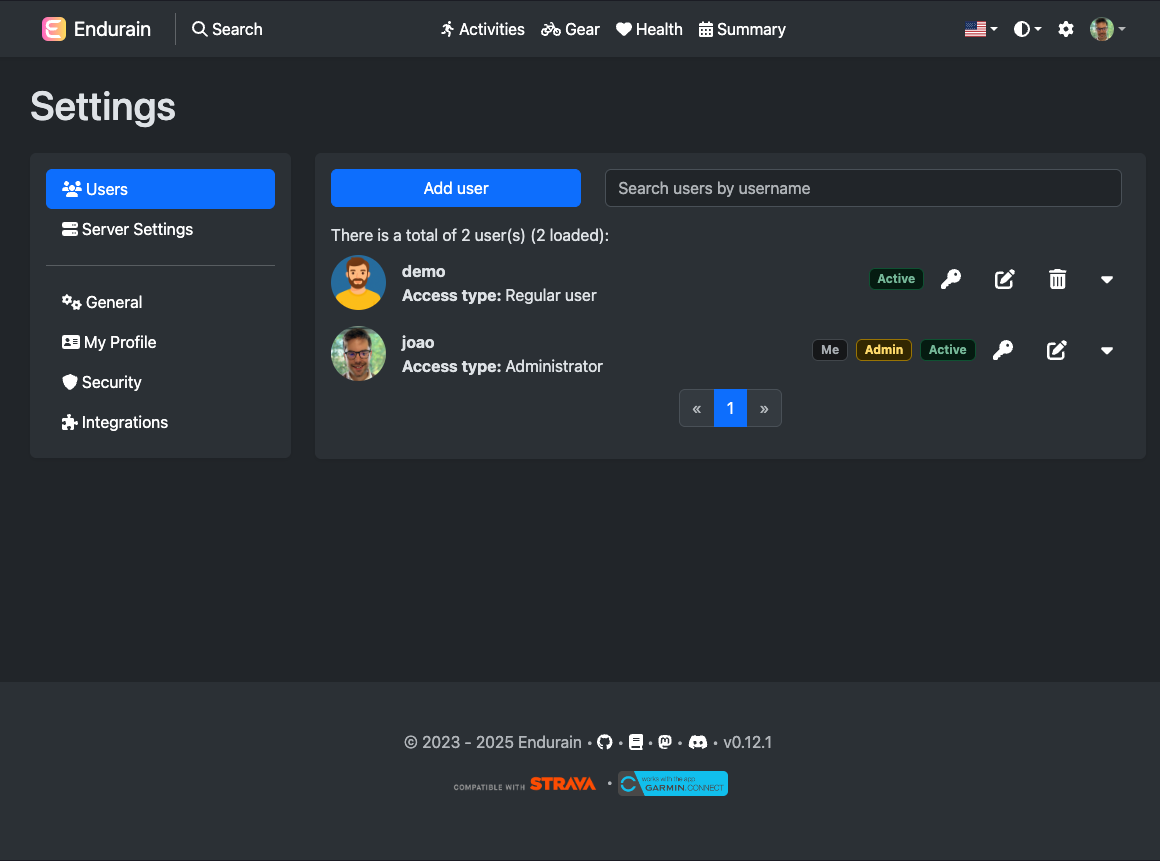 Endurain
Search
Activities
Gear
Health
Summary
Settings
Users
Server Settings
General
My Profile
Security
Integrations
Add user
Search users by username
There is a total of 2 user(s) (2 loaded):
demo
Access type: Regular user
Active
joao
Access type: Administrator
Me
Admin
Active
« 1 »
© 2023 - 2025 Endurain • • • • • v0.12.1
COMPATIBLE WITH STRAVA • works with the app
GARMIN.CONNECT